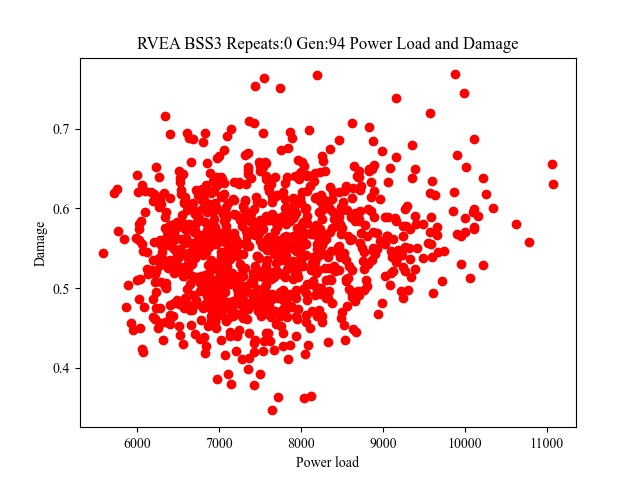 RVEA BSS3 Repeats:0 Gen:94 Power Load and Damage
0.7
0.6
0.5
0.4
Damage
6000 7000 8000 9000 10000 11000
Power load